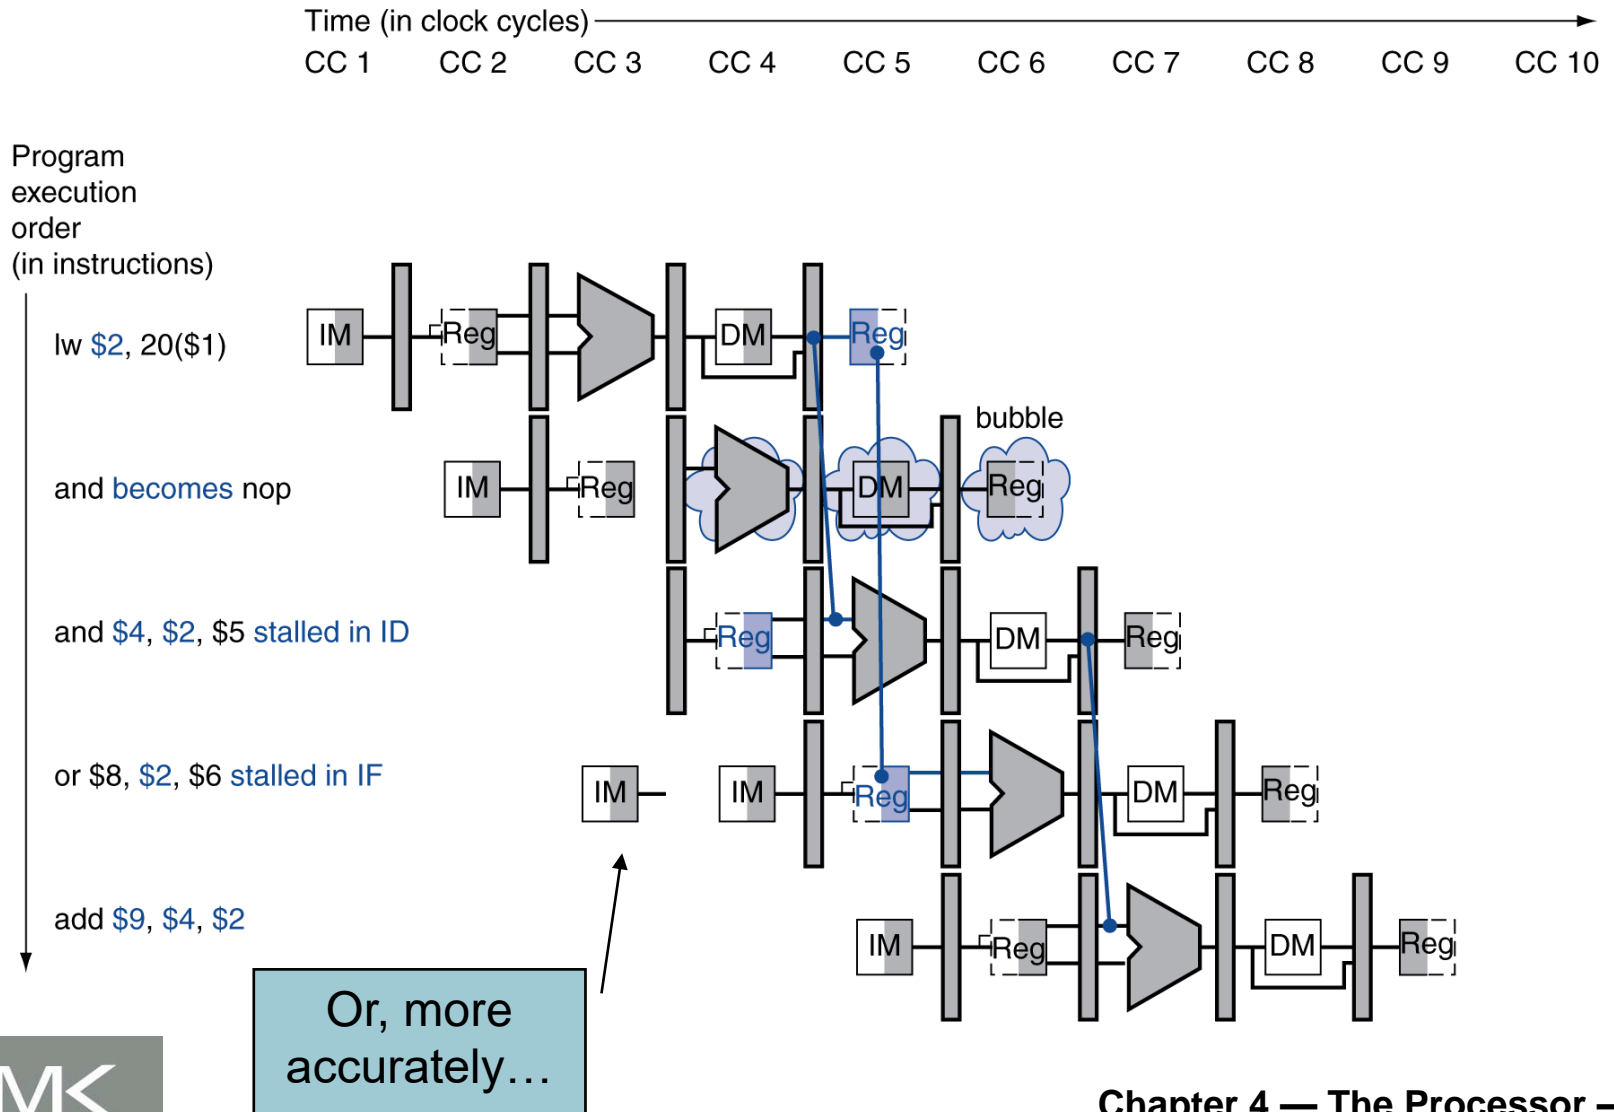 Time (in clock cycles)
CC 1 CC 2 CC 3 CC 4 CC 5 CC 6 CC 7 CC 8 CC 9 CC 10
Program
execution
order
(in instructions)
lw $2, 20($1)
IM Reg DM Reg
bubble
and becomes nop
IM Reg DM Reg
and $4, $2, $5 stalled in ID
Reg DM Reg
or $8, $2, $6 stalled in IF
IM IM Reg DM Reg
add $9, $4, $2
IM Reg DM Reg
Or, more
accurately…
MK
Chapter 4 — The Processor —